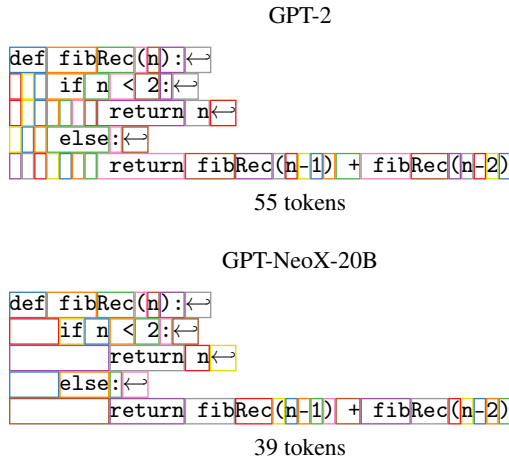 GPT-2
def fibRec(n):↩
    if n < 2:↩
        return n↩
    else:↩
        return fibRec(n-1) + fibRec(n-2)
55 tokens
GPT-NeoX-20B
def fibRec(n):↩
    if n < 2:↩
        return n↩
    else:↩
        return fibRec(n-1) + fibRec(n-2)
39 tokens